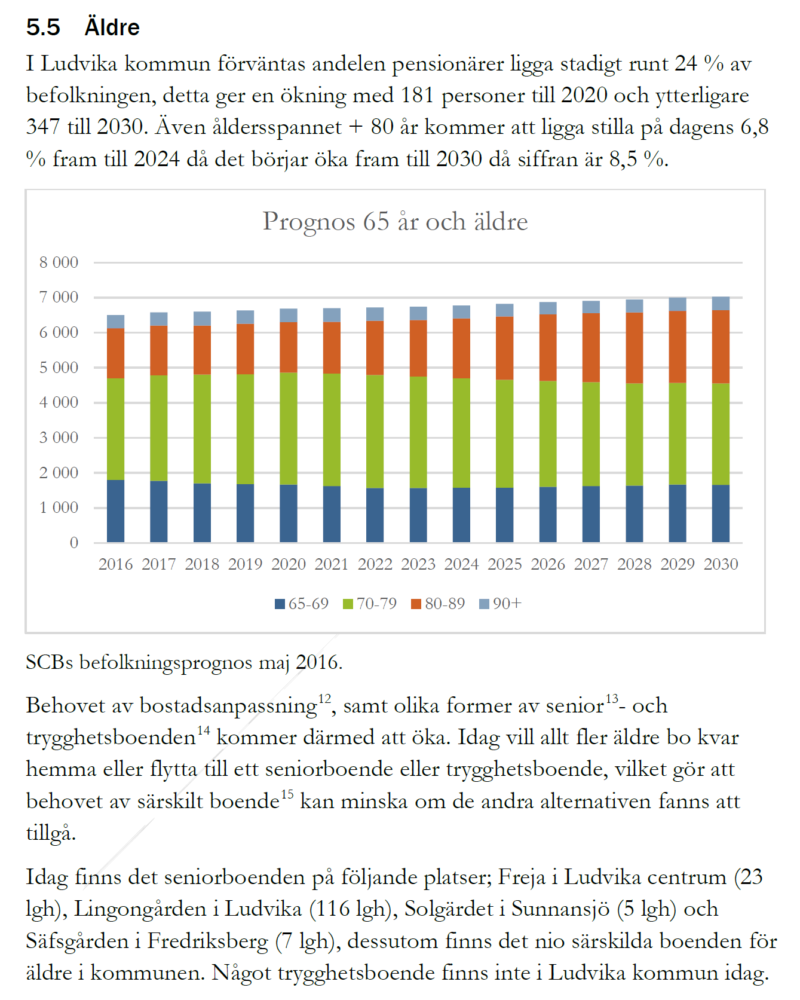 5.5 Äldre
I Ludvika kommun förväntas andelen pensionärer ligga stadigt runt 24 % av
befolkningen, detta ger en ökning med 181 personer till 2020 och ytterligare
347 till 2030. Även åldersspannet + 80 år kommer att ligga stilla på dagens 6,8
% fram till 2024 då det börjar öka fram till 2030 då siffran är 8,5 %.
Prognos 65 år och äldre
8 000
7 000
6 000
5 000
4 000
3 000
2 000
1 000
0
2016 2017 2018 2019 2020 2021 2022 2023 2024 2025 2026 2027 2028 2029 2030
65-69 70-79 80-89 90+
SCBs befolkningsprognos maj 2016.
Behovet av bostadsanpassning12, samt olika former av senior13- och
trygghetsboenden14 kommer därmed att öka. Idag vill allt fler äldre bo kvar
hemma eller flytta till ett seniorboende eller trygghetsboende, vilket gör att
behovet av särskilt boende15 kan minska om de andra alternativen fanns att
tillgå.
Idag finns det seniorboenden på följande platser; Freja i Ludvika centrum (23
lgh), Lingongården i Ludvika (116 lgh), Solgärdet i Sunnansjö (5 lgh) och
Säfsgården i Fredriksberg (7 lgh), dessutom finns det nio särskilda boenden för
äldre i kommunen. Något trygghetsboende finns inte i Ludvika kommun idag.